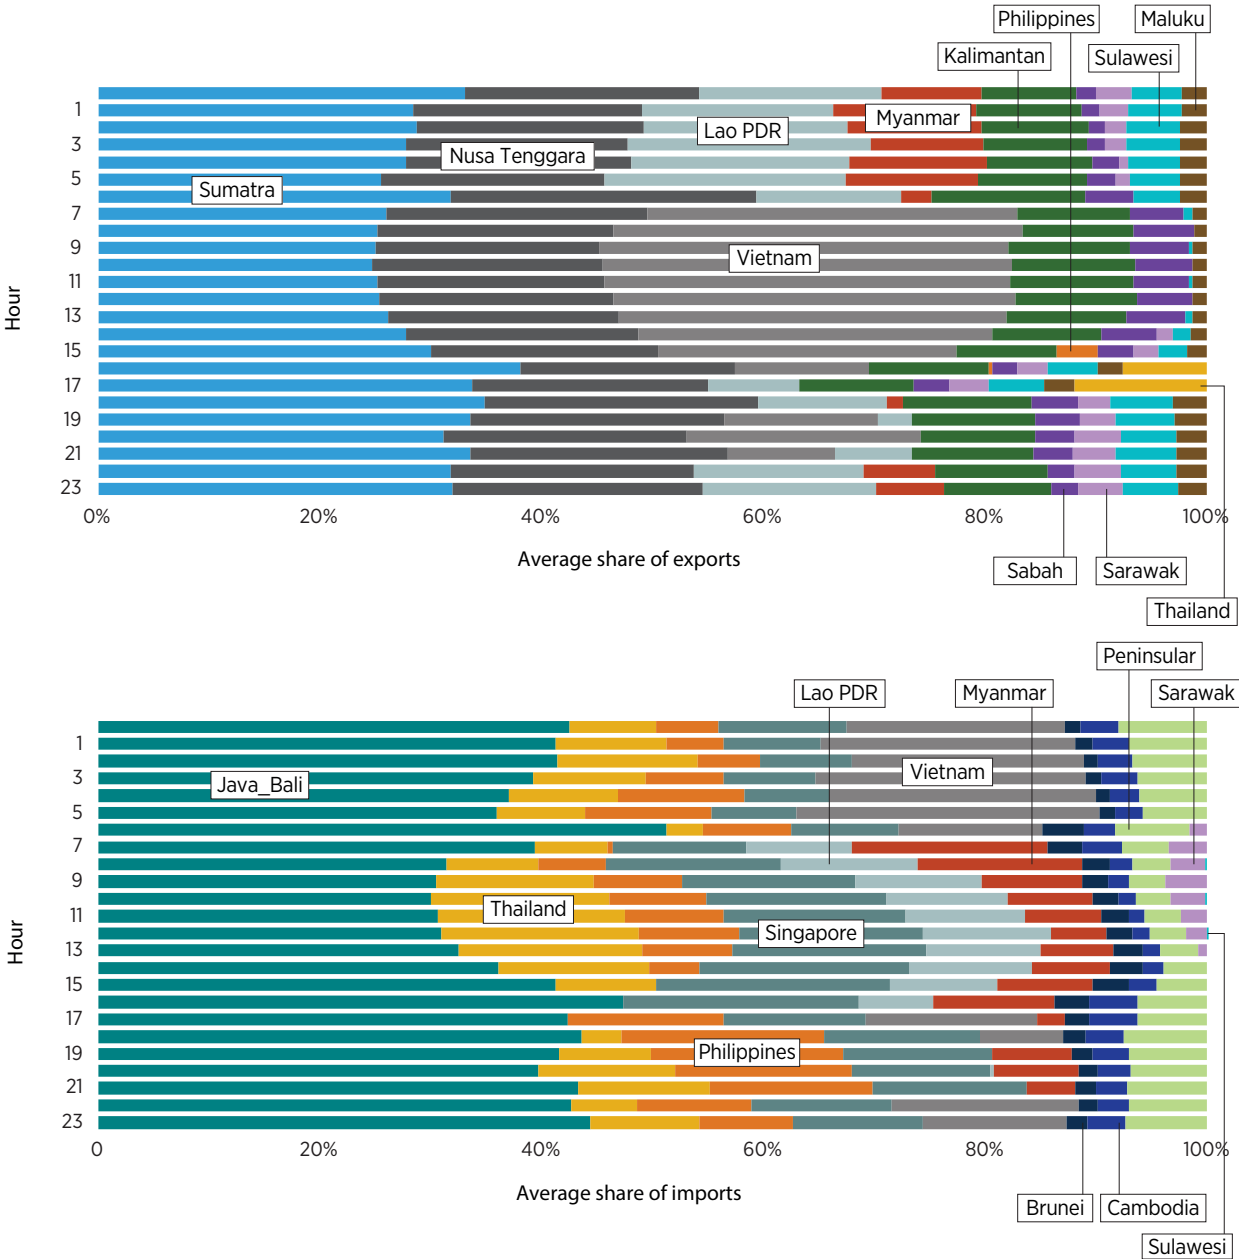 Philippines
Maluku
Kalimantan
Sulawesi
1
Myanmar
Lao PDR
3
Nusa Tenggara
5
Sumatra
7
9
Vietnam
11
13
15
17
19
21
23
Hour
0% 20% 40% 60% 80% 100%
Average share of exports
Sabah
Sarawak
Thailand
Peninsular
Lao PDR
Myanmar
Sarawak
1
Vietnam
3
Java_Bali
5
7
9
Thailand
11
Singapore
13
15
17
19
Philippines
21
23
Hour
0 20% 40% 60% 80% 100%
Average share of imports
Brunei
Cambodia
Sulawesi